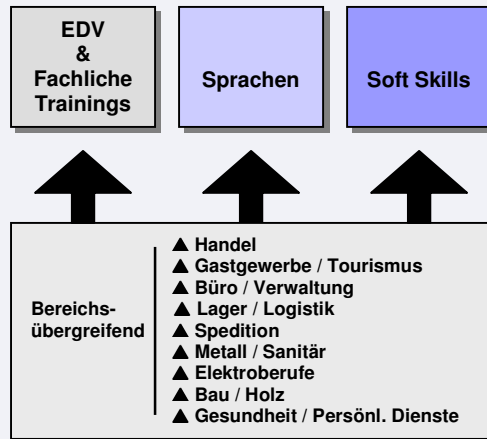 EDV
&
Fachliche
Trainings
Sprachen
Soft Skills
Bereichs-
übergreifend
Handel
Gastgewerbe / Tourismus
Büro / Verwaltung
Lager / Logistik
Spedition
Metall / Sanitär
Elektroberufe
Bau / Holz
Gesundheit / Persönl. Dienste